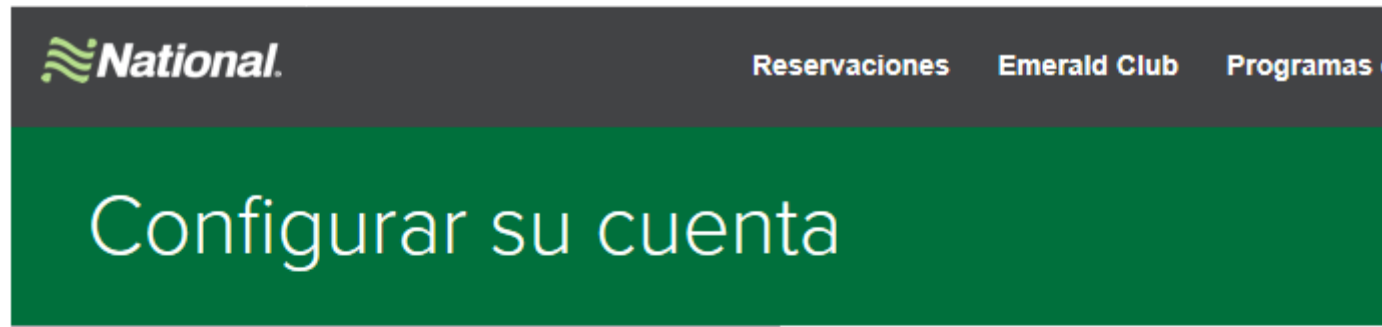 National.
Reservaciones Emerald Club Programas
Configurar su cuenta